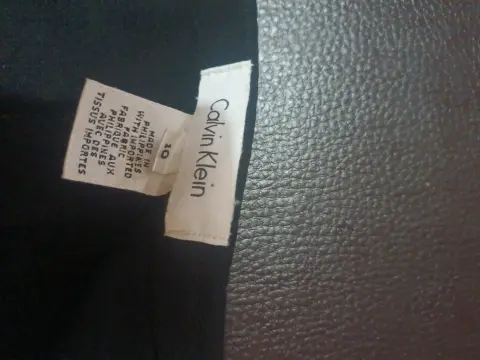 Calvin Klein
10
MADE IN
PHILIPPINES
WITH IMPORTED
FABRIC
FABRIQUE AUX
PHILIPPINES
AVEC DES
TISSUS IMPORTES